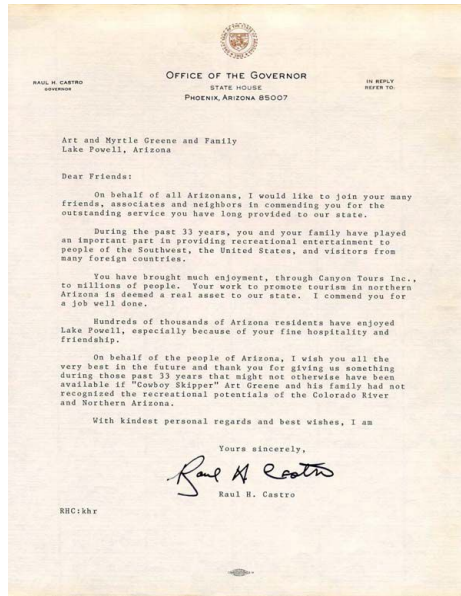 OFFICE OF THE GOVERNOR
STATE HOUSE
PHOENIX, ARIZONA 85007
RAUL H. CASTRO
GOVERNOR
IN REPLY
REFER TO:
Art and Myrtle Greene and Family
Lake Powell, Arizona
Dear Friends:
On behalf of all Arizonans, I would like to join your many
friends, associates and neighbors in commending you for the
outstanding service you have long provided to our state.
During the past 33 years, you and your family have played
an important part in providing recreational entertainment to
people of the Southwest, the United States, and visitors from
many foreign countries.
You have brought much enjoyment, through Canyon Tours Inc.,
to millions of people. Your work to promote tourism in northern
Arizona is deemed a real asset to our state. I commend you for
a job well done.
Hundreds of thousands of Arizona residents have enjoyed
Lake Powell, especially because of your fine hospitality and
friendship.
On behalf of the people of Arizona, I wish you all the
very best in the future and thank you for giving us something
during those past 33 years that might not otherwise have been
available if "Cowboy Skipper" Art Greene and his family had not
recognized the recreational potentials of the Colorado River
and Northern Arizona.
With kindest personal regards and best wishes, I am
Yours sincerely,
Raul H Castro
Raul H. Castro
RHC:khr